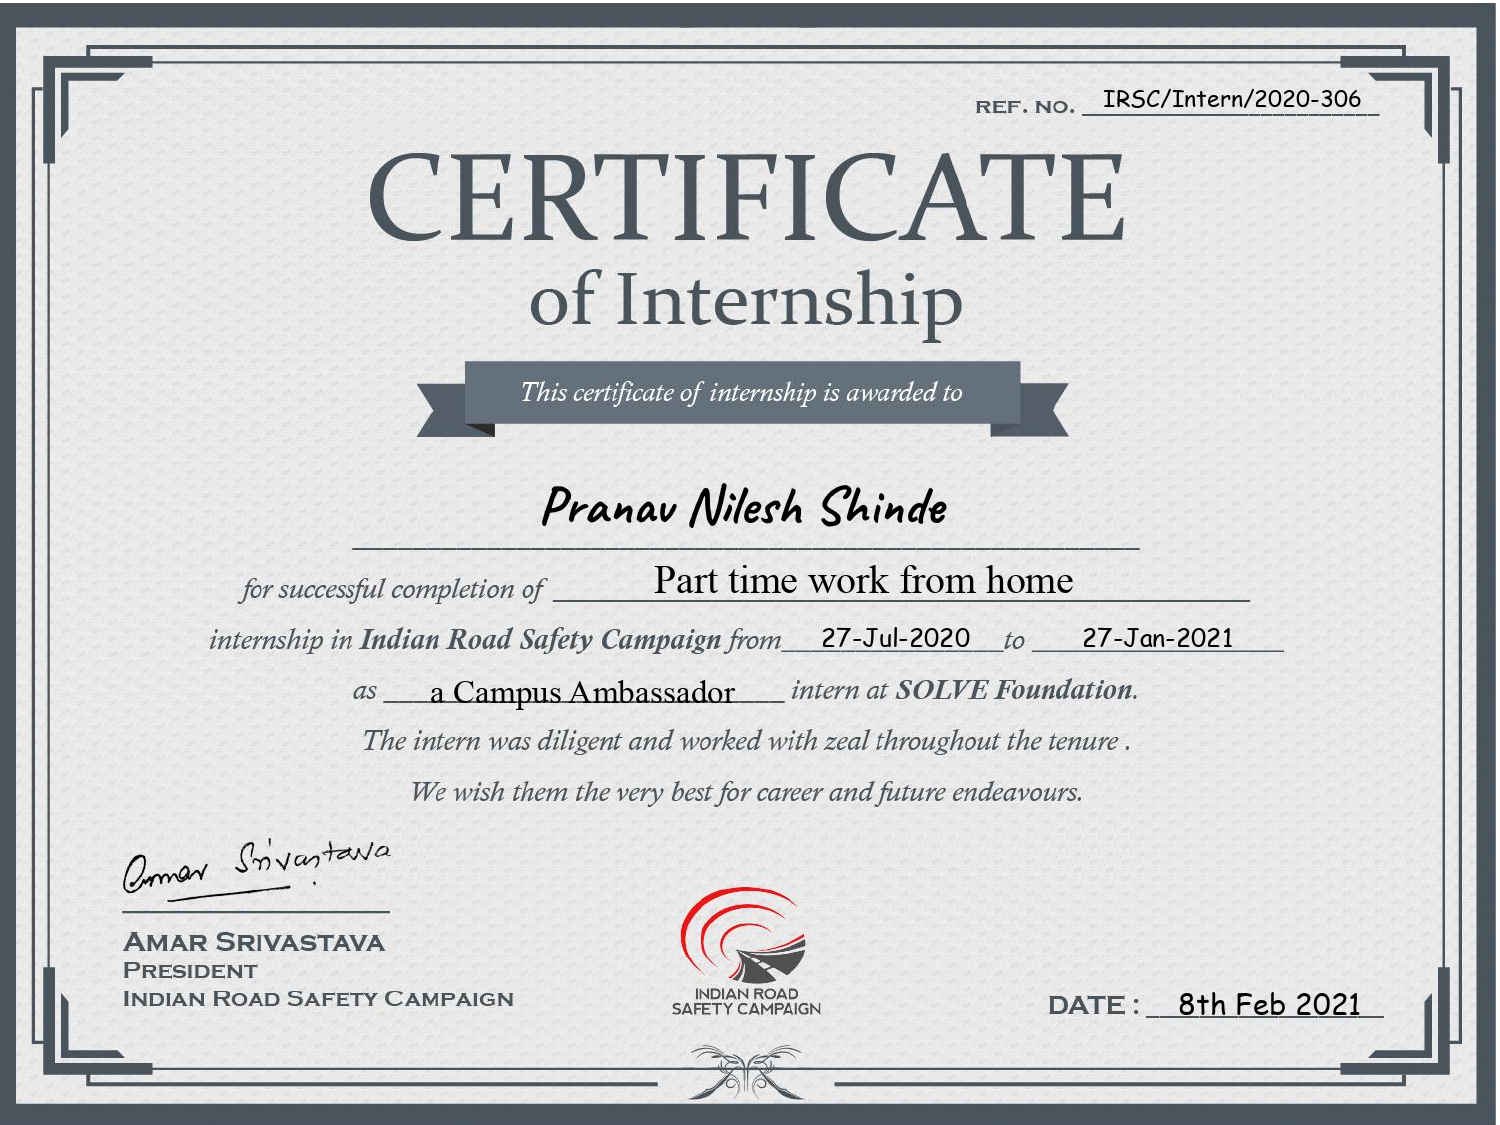 REF. NO. IRSC/Intern/2020-306
CERTIFICATE
of Internship
This certificate of internship is awarded to
Pranav Nilesh Shinde
for successful completion of Part time work from home
internship in Indian Road Safety Campaign from 27-Jul-2020 to 27-Jan-2021
as a Campus Ambassador intern at SOLVE Foundation.
The intern was diligent and worked with zeal throughout the tenure .
We wish them the very best for career and future endeavours.
Amar Srivastava
AMAR SRIVASTAVA
PRESIDENT
INDIAN ROAD SAFETY CAMPAIGN
INDIAN ROAD
SAFETY CAMPAIGN
DATE : 8th Feb 2021